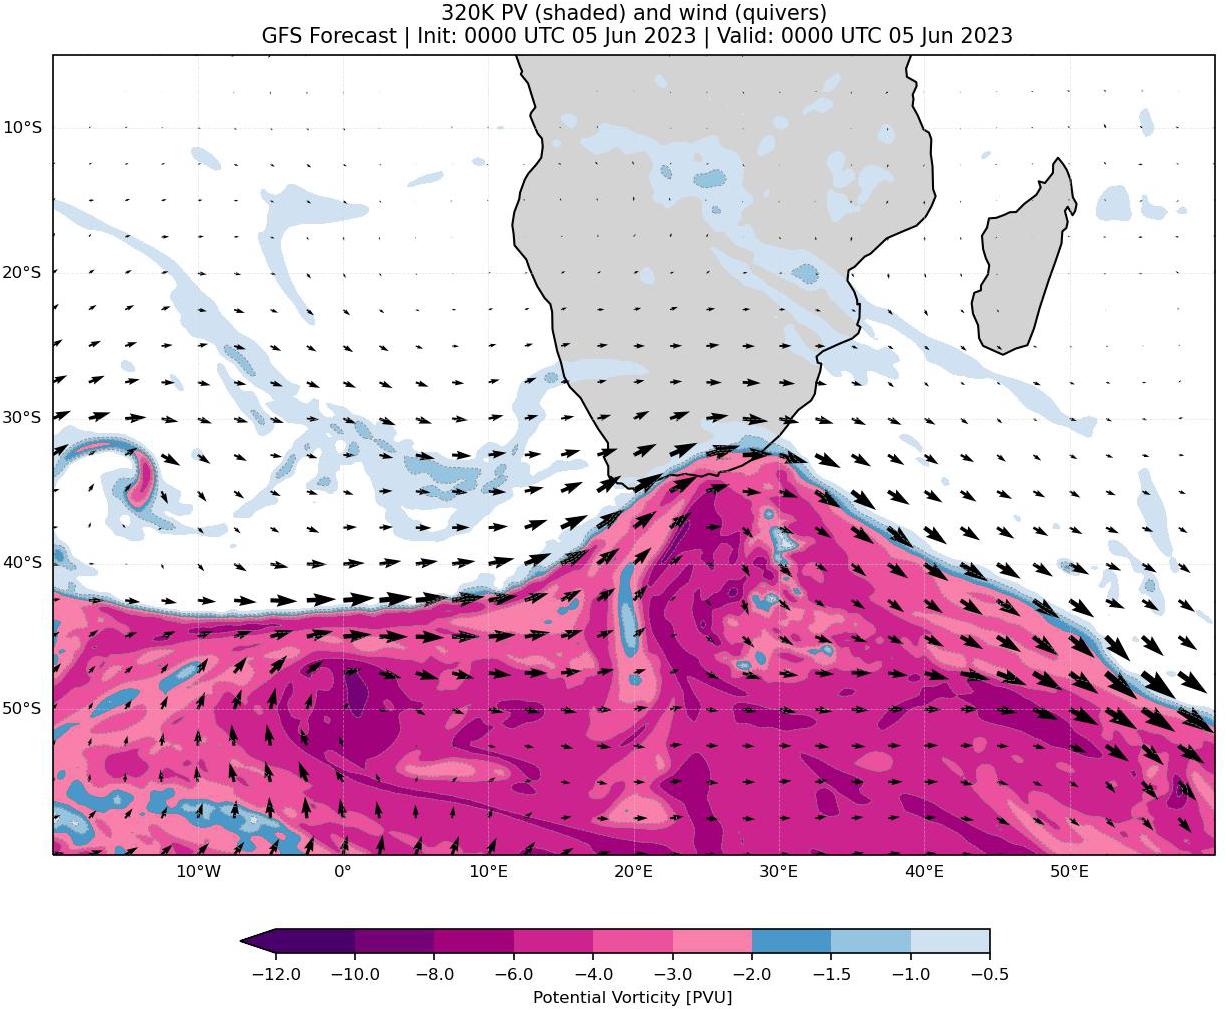 320K PV (shaded) and wind (quivers)
GFS Forecast | Init: 0000 UTC 05 Jun 2023 | Valid: 0000 UTC 05 Jun 2023
10°S
20°S
30°S
40°S
50°S
10°W 0° 10°E 20°E 30°E 40°E 50°E
−12.0 −10.0 −8.0 −6.0 −4.0 −3.0 −2.0 −1.5 −1.0 −0.5
Potential Vorticity [PVU]